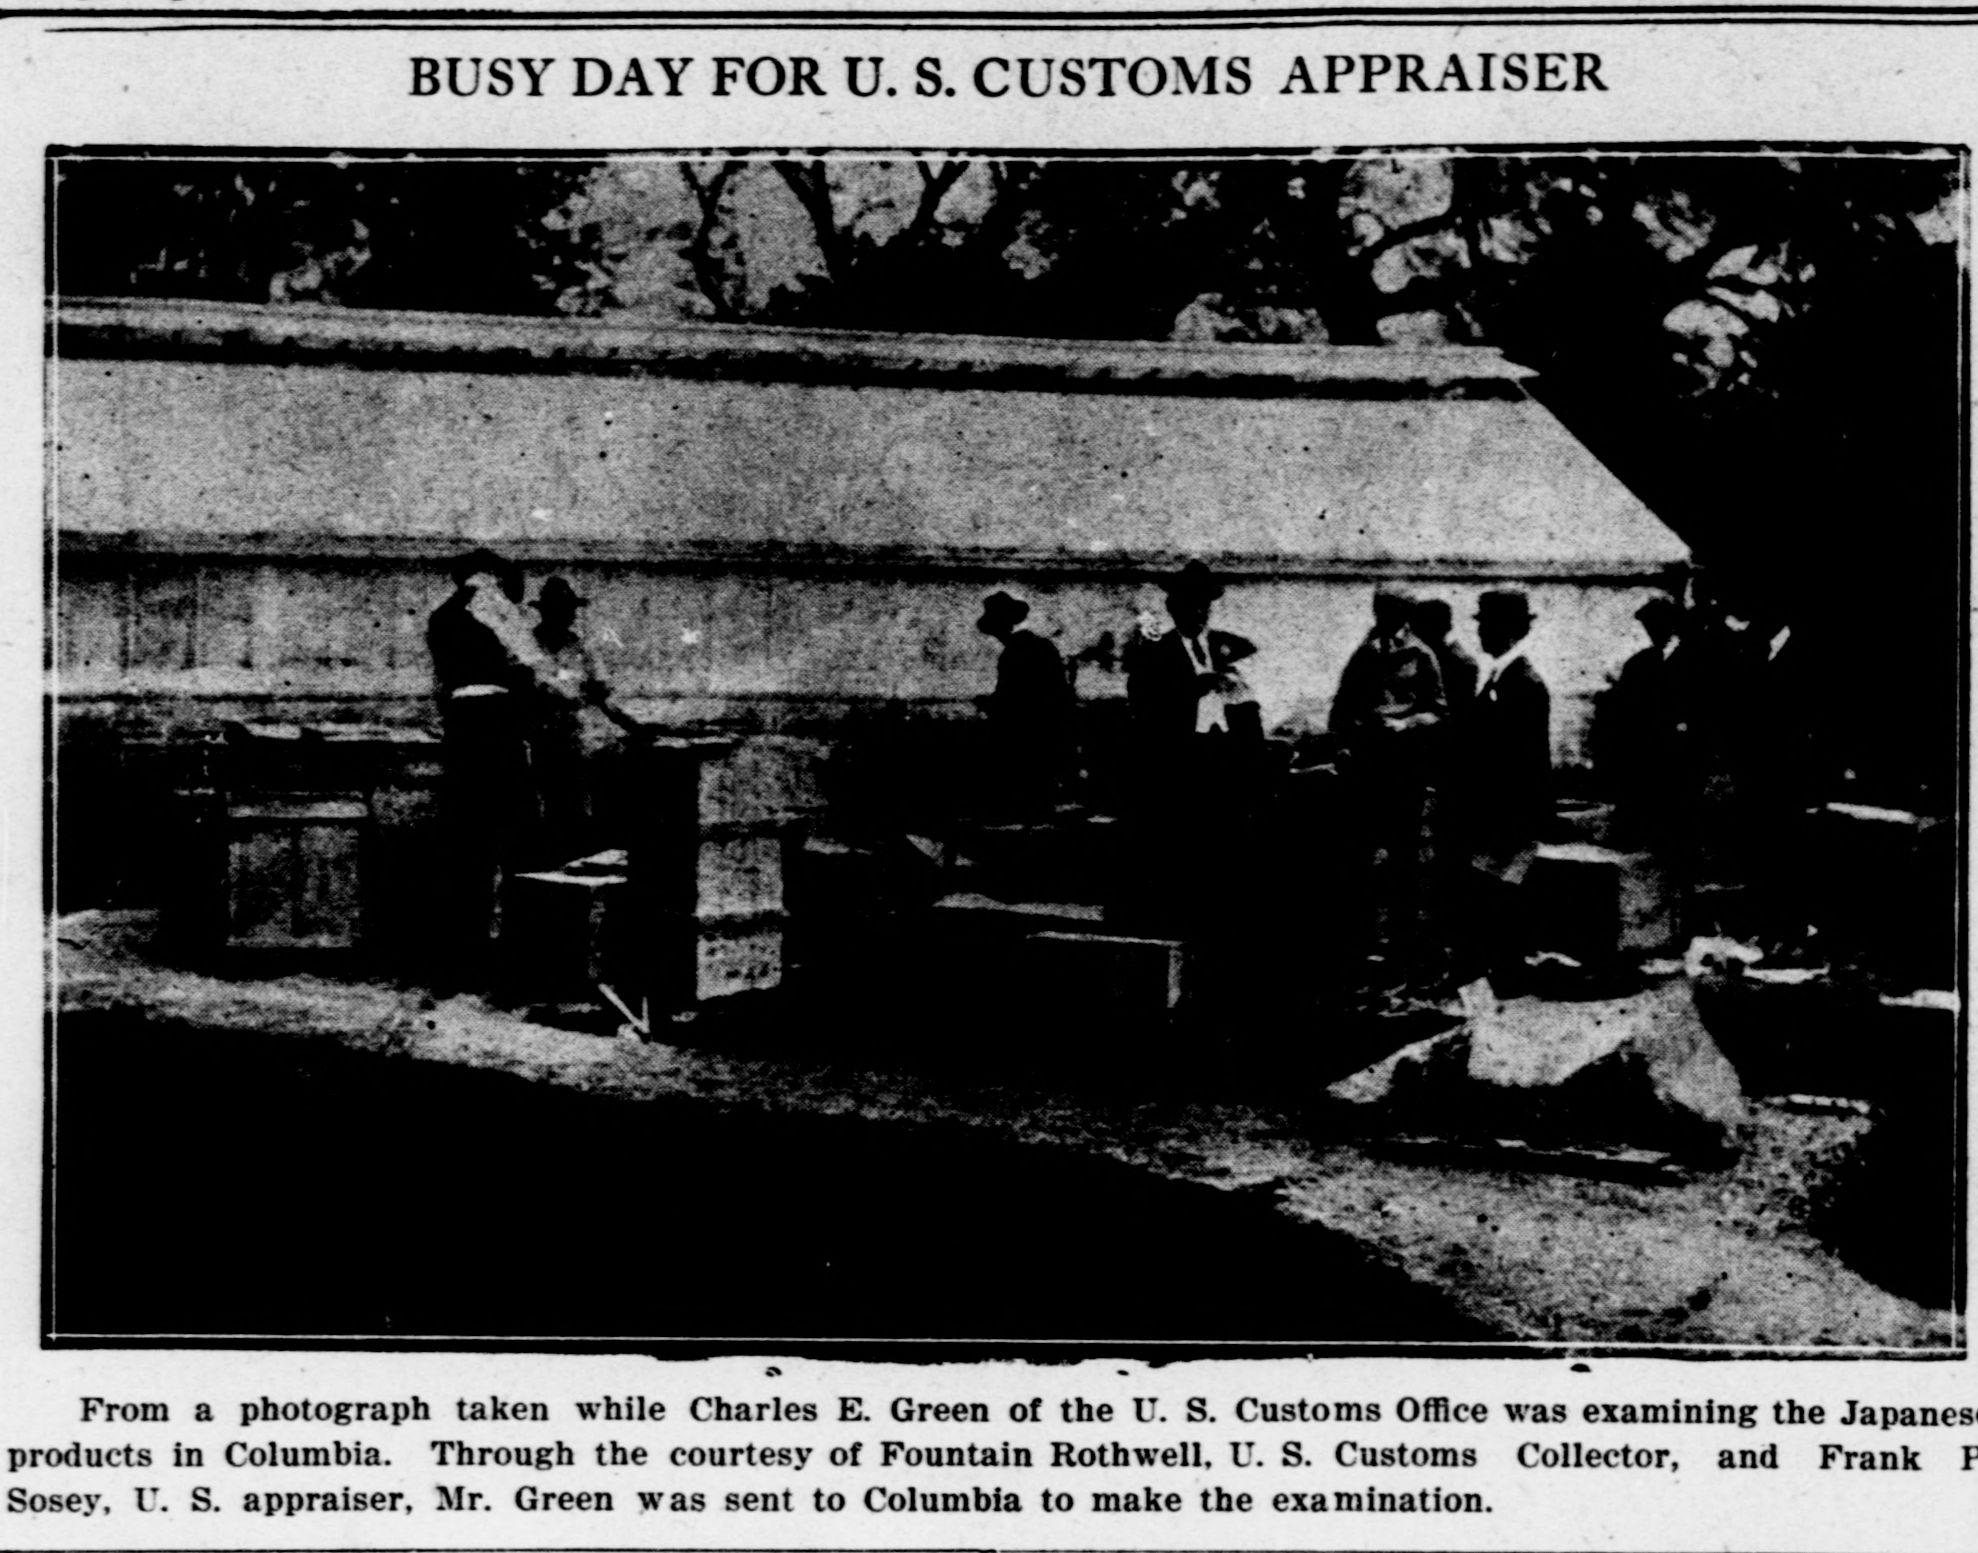 BUSY DAY FOR U. S. CUSTOMS APPRAISER
From a photograph taken while Charles E. Green of the U. S. Customs Office was examining the Japanes
products in Columbia. Through the courtesy of Fountain Rothwell, U. S. Customs Collector, and Frank
Sosey, U. S. appraiser, Mr. Green was sent to Columbia to make the examination.